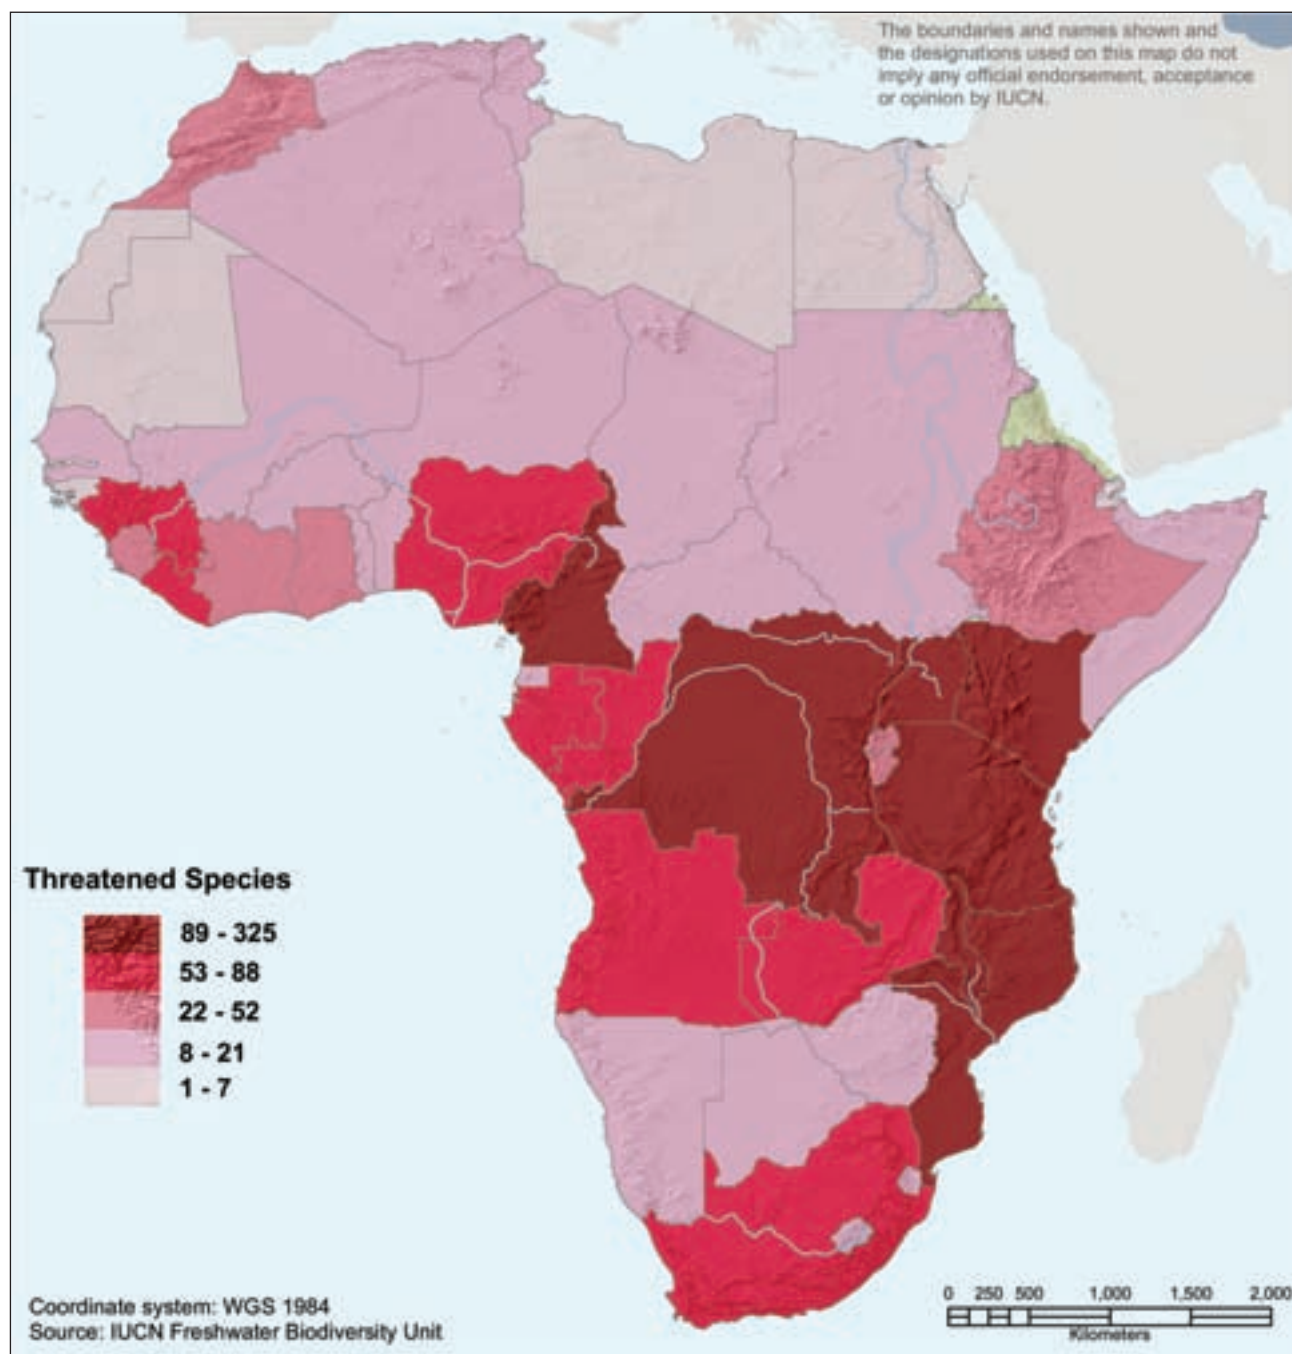 The boundaries and names shown and
the designations used on this map do not
imply any official endorsement, acceptance
or opinion by IUCN.
Threatened Species
89 - 325
53 - 88
22 - 52
8 - 21
1 - 7
Coordinate system: WGS 1984
Source: IUCN Freshwater Biodiversity Unit
0 250 500 1,000 1,500 2,000
Kilometers